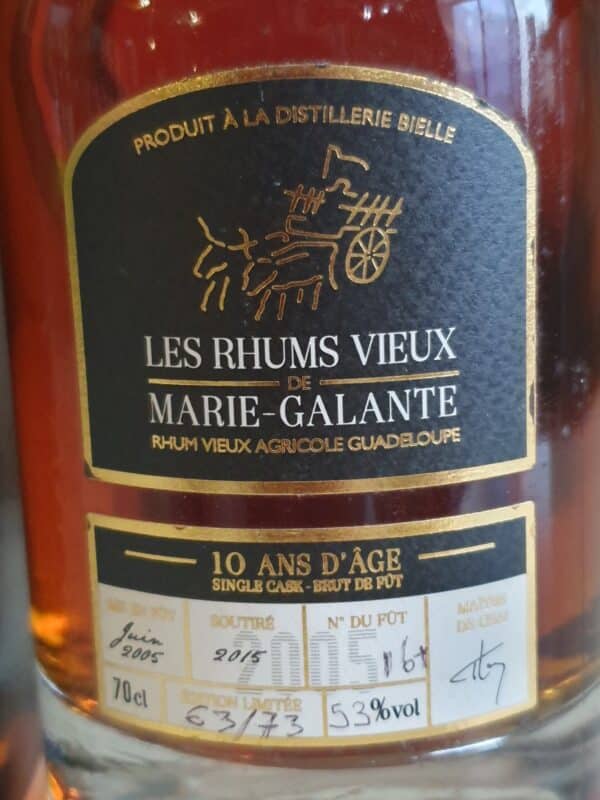 PRODUIT À LA DISTILLERIE BIELLE
LES RHUMS VIEUX
DE
MARIE-GALANTE
RHUM VIEUX AGRICOLE GUADELOUPE
10 ANS D'ÂGE
SINGLE CASK - BRUT DE FÛT
MIS EN FÛT
Juin
2005
SOUTIRÉ
2015
N° DU FÛT
2005
70cl
ÉDITION LIMITÉE
63/73
53%vol